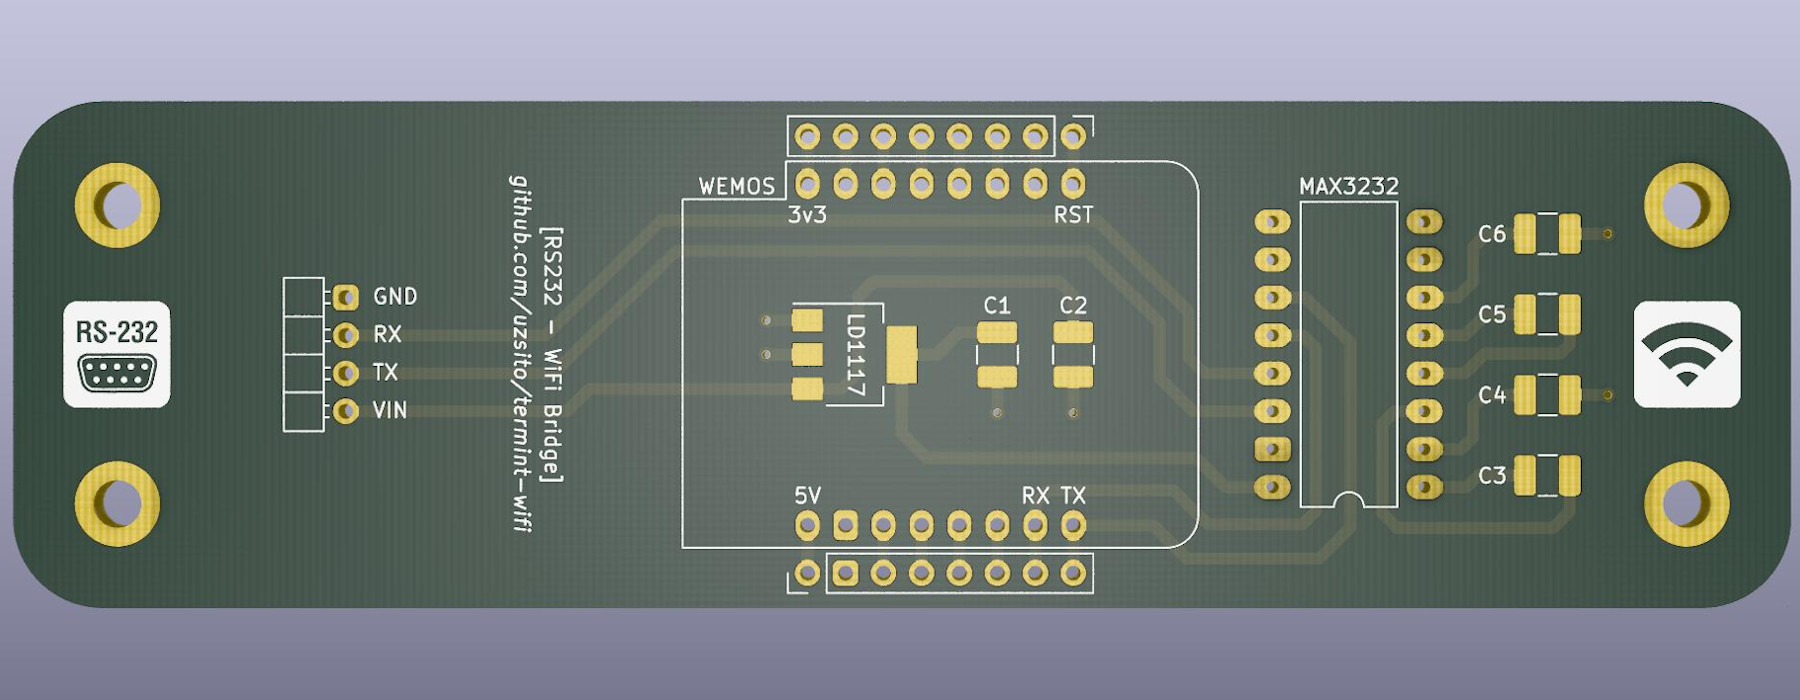 RS-232
GND
RX
TX
VIN
[RS232 - WiFi Bridge]
github.com/uzsito/termint-wifi
WEMOS
3v3
RST
LD1117
C1
C2
5V
RX TX
MAX3232
C6
C5
C4
C3